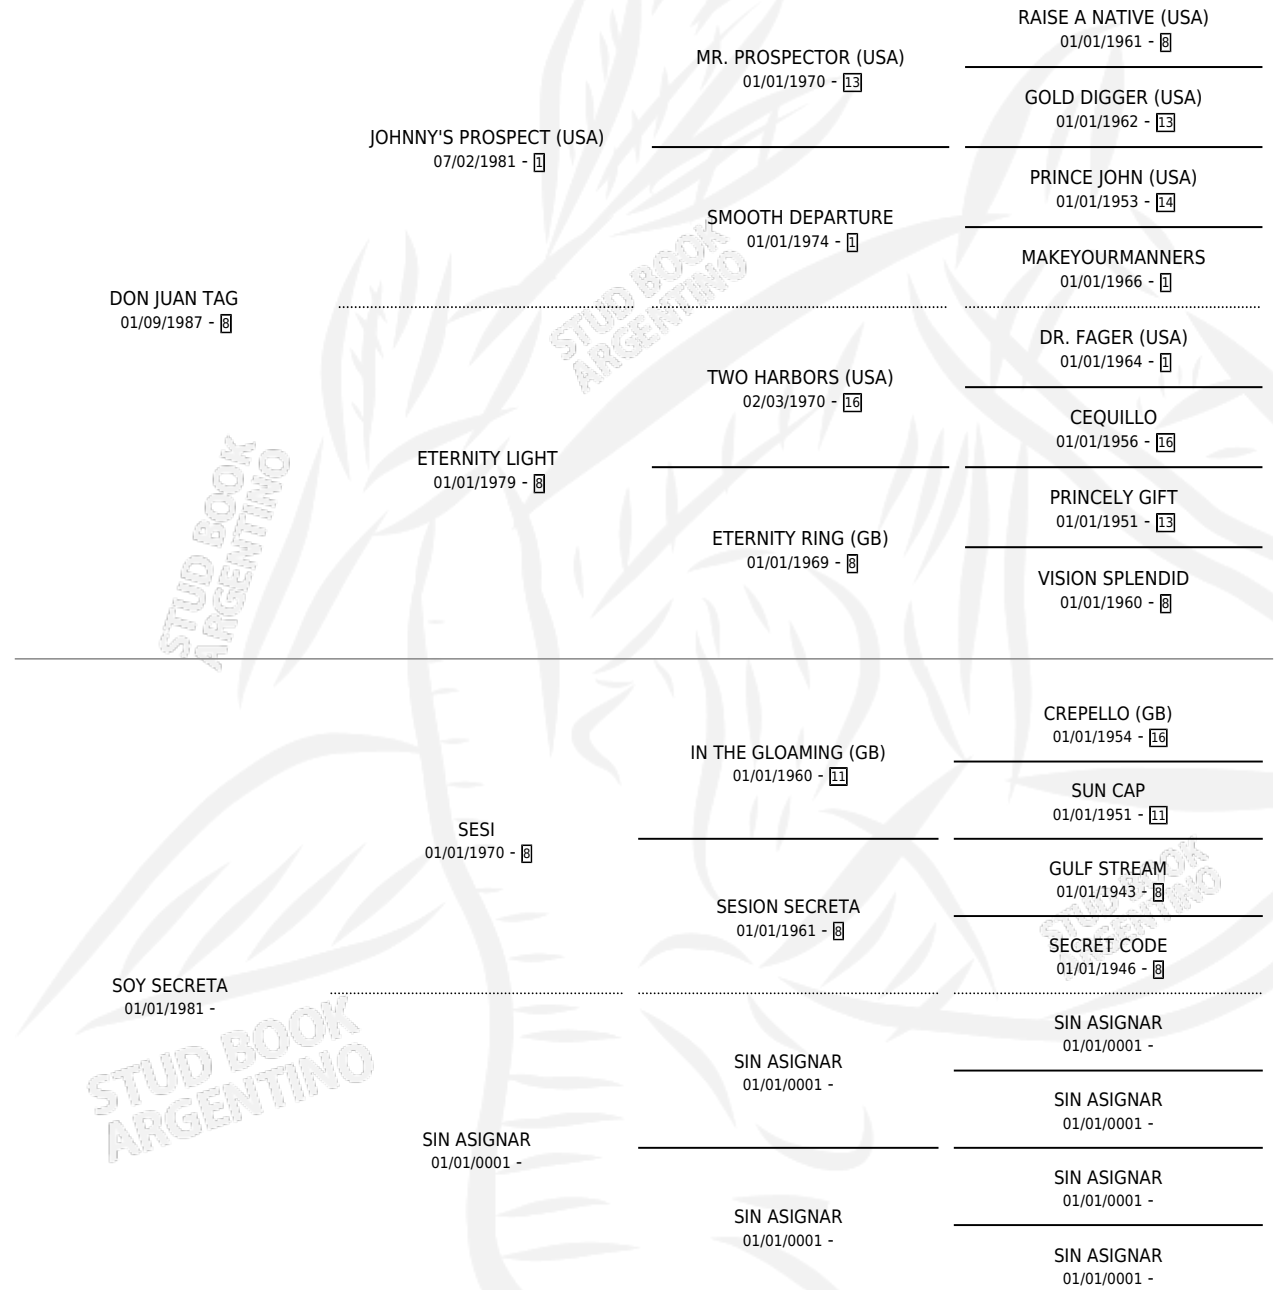 RAISE A NATIVE (USA)
01/01/1961 - 8
MR. PROSPECTOR (USA)
01/01/1970 - 13
GOLD DIGGER (USA)
01/01/1962 - 13
JOHNNY'S PROSPECT (USA)
07/02/1981 - 1
PRINCE JOHN (USA)
01/01/1953 - 14
SMOOTH DEPARTURE
01/01/1974 - 1
MAKEYOURMANNERS
01/01/1966 - 1
DON JUAN TAG
01/09/1987 - 8
DR. FAGER (USA)
01/01/1964 - 1
TWO HARBORS (USA)
02/03/1970 - 16
CEQUILLO
01/01/1956 - 16
ETERNITY LIGHT
01/01/1979 - 8
PRINCELY GIFT
01/01/1951 - 13
ETERNITY RING (GB)
01/01/1969 - 8
VISION SPLENDID
01/01/1960 - 8
CREPELLO (GB)
01/01/1954 - 16
IN THE GLOAMING (GB)
01/01/1960 - 11
SUN CAP
01/01/1951 - 11
SESI
01/01/1970 - 8
GULF STREAM
01/01/1943 - 8
SESION SECRETA
01/01/1961 - 8
SECRET CODE
01/01/1946 - 8
SOY SECRETA
01/01/1981 -
SIN ASIGNAR
01/01/0001 -
SIN ASIGNAR
01/01/0001 -
SIN ASIGNAR
01/01/0001 -
SIN ASIGNAR
01/01/0001 -
SIN ASIGNAR
01/01/0001 -
SIN ASIGNAR
01/01/0001 -
SIN ASIGNAR
01/01/0001 -
STUD BOOK
ARGENTINO
STUD BOOK
ARGENTINO
STUD BOOK
ARGENTINO
STUD BOOK
ARGENTINO